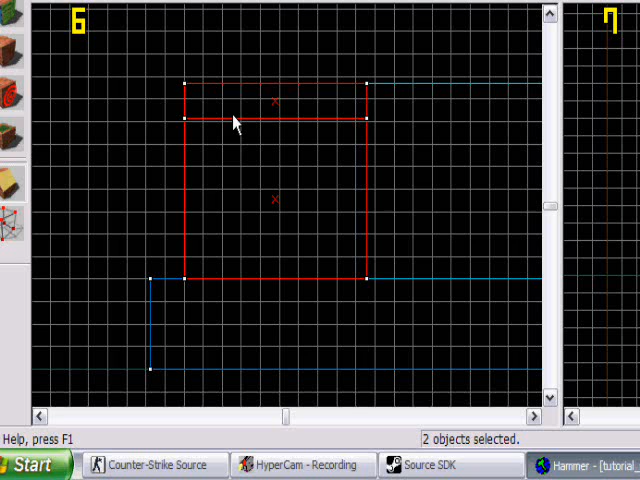 6
7
Help, press F1
2 objects selected.
Start
Counter-Strike Source
HyperCam - Recording
Source SDK
Hammer - [tutorial_